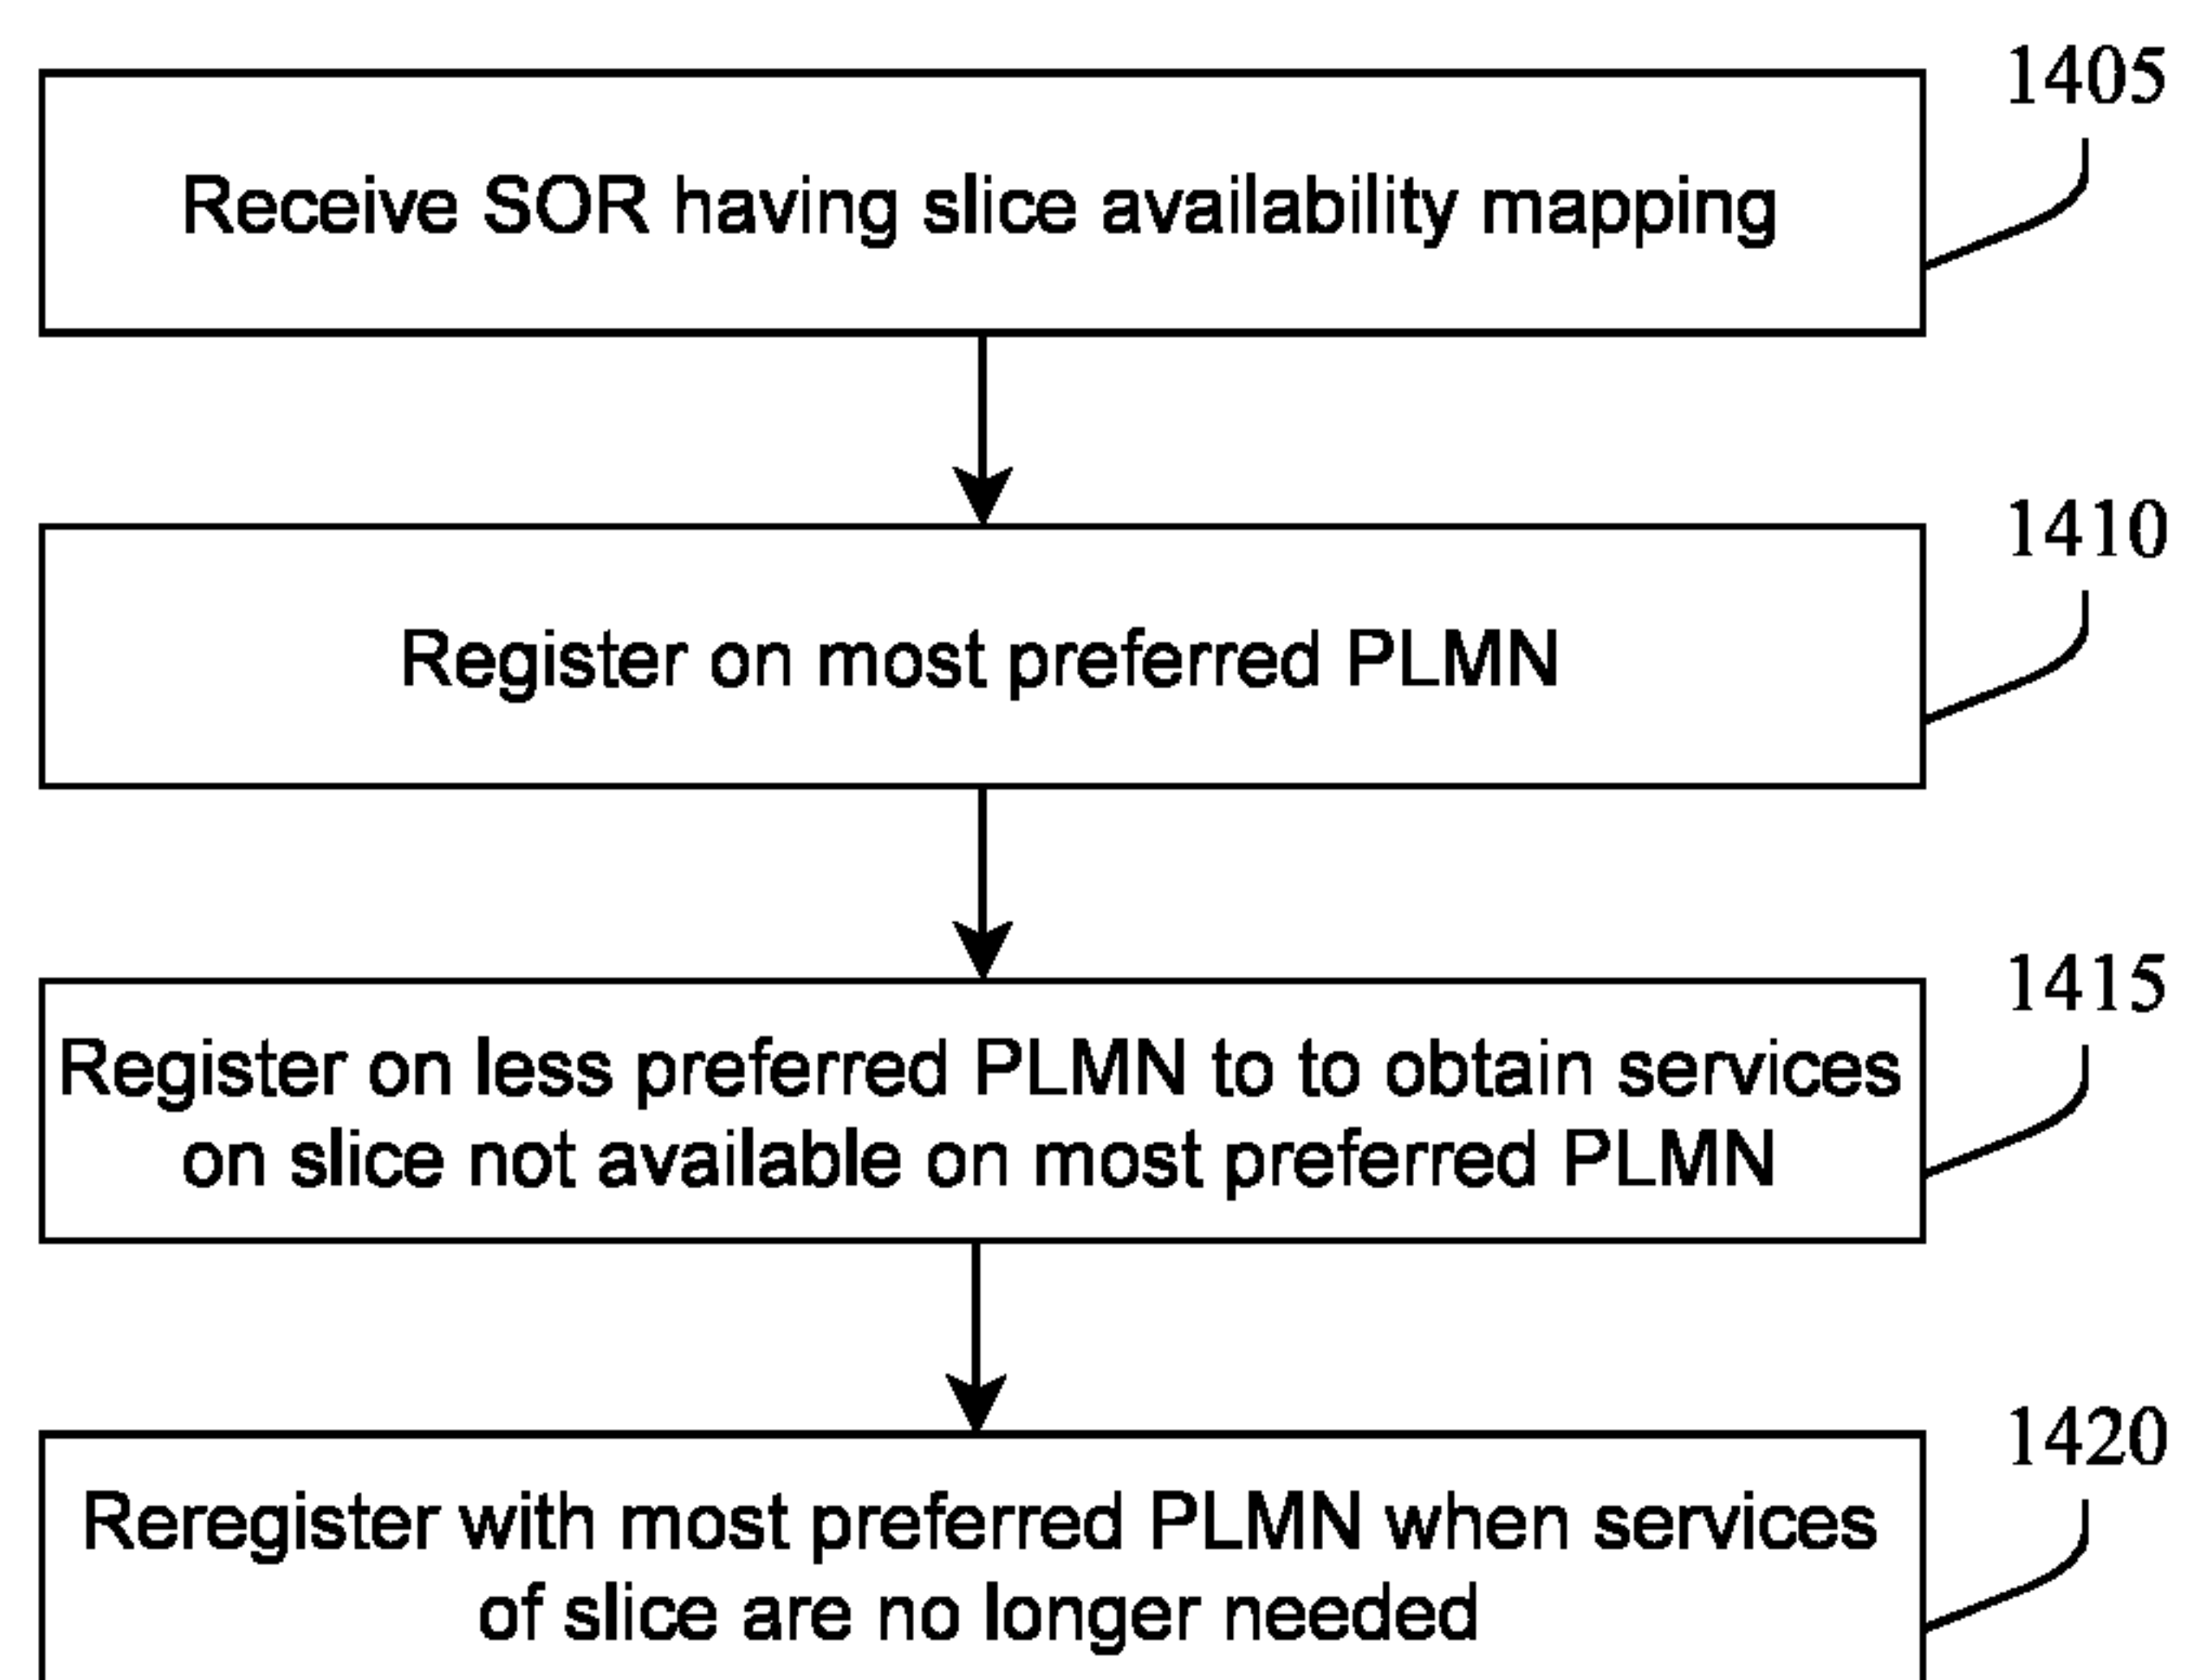 1405
Receive SOR having slice availability mapping
1410
Register on most preferred PLMN
1415
Register on less preferred PLMN to to obtain services
on slice not available on most preferred PLMN
1420
Reregister with most preferred PLMN when services
of slice are no longer needed